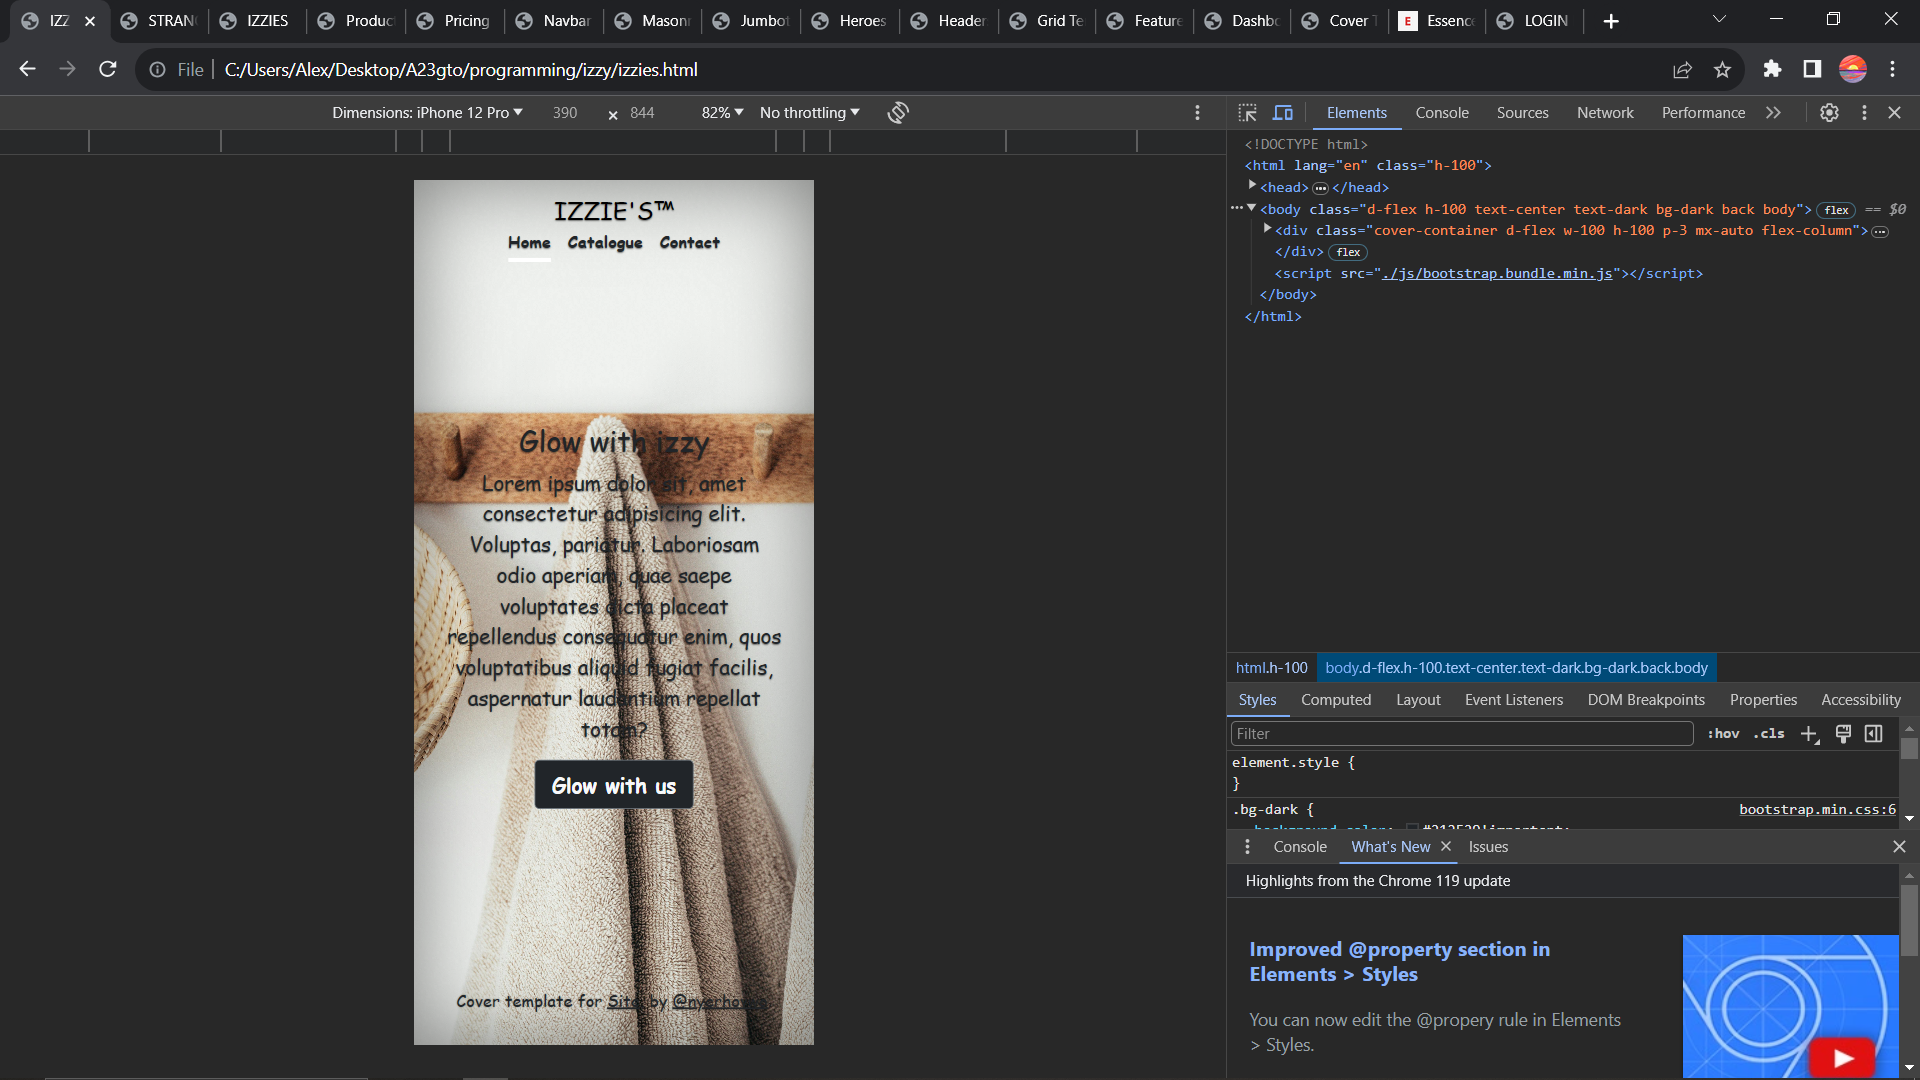 IZZ
STRAN
IZZIES
Produc
Pricing
Navbar
Mason
Jumbot
Heroes
Header
Grid Te
Feature
Dashbo
Cover T
E Essence
LOGIN
File C:/Users/Alex/Desktop/A23gto/programming/izzy/izzies.html
Dimensions: iPhone 12 Pro 390 × 844 82% No throttling
IZZIE'S™
Home Catalogue Contact
Glow with izzy
Lorem ipsum dolor sit, amet
consectetur adipisicing elit.
Voluptas, pariatur. Laboriosam
odio aperiam, quae saepe
voluptates dicta placeat
repellendus consequatur enim, quos
voluptatibus aliquid fugiat facilis,
aspernatur laudantium repellat
totam?
Glow with us
Cover template for Site by
Elements Console Sources Network Performance
<!DOCTYPE html>
<html lang="en" class="h-100">
<head>…</head>
<body class="d-flex h-100 text-center text-dark bg-dark back body"> flex == $0
<div class="cover-container d-flex w-100 h-100 p-3 mx-auto flex-column">…
</div> flex
<script src="./js/bootstrap.bundle.min.js"></script>
</body>
</html>
html.h-100 body.d-flex.h-100.text-center.text-dark.bg-dark.back.body
Styles Computed Layout Event Listeners DOM Breakpoints Properties Accessibility
Filter :hov .cls
element.style {
}
.bg-dark { bootstrap.min.css:6
background-color: #212529!important;
Console What's New Issues
Highlights from the Chrome 119 update
Improved @property section in
Elements > Styles
You can now edit the @propery rule in Elements
> Styles.